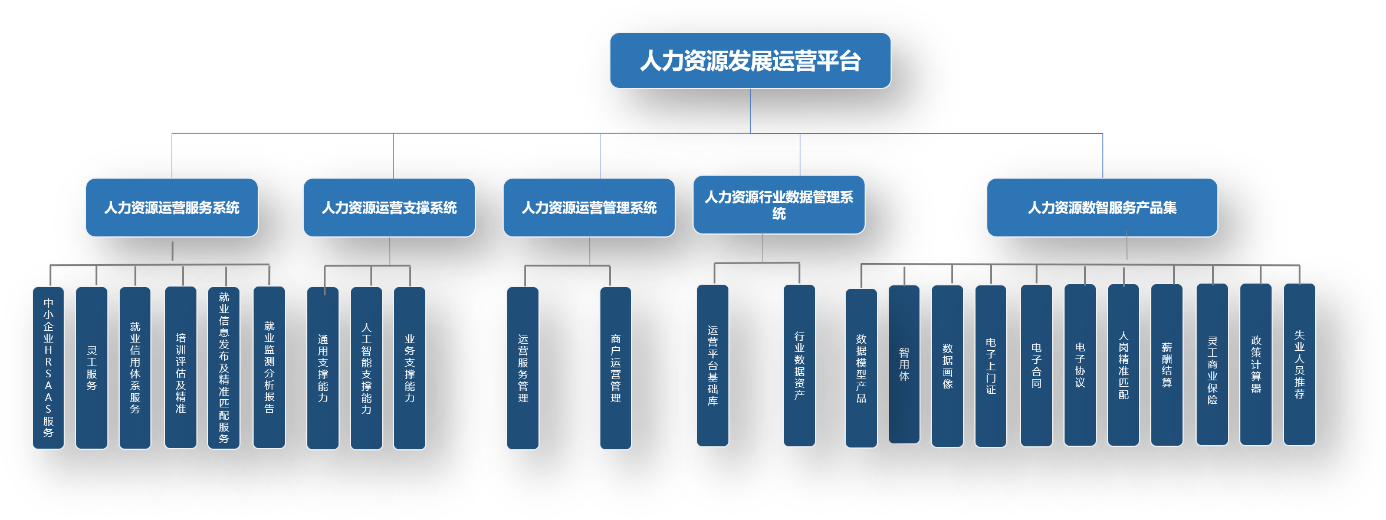 人力资源发展运营平台
人力资源运营服务系统
人力资源运营支撑系统
人力资源运营管理系统
人力资源行业数据管理系
统
人力资源数智服务产品集
中小企业HRSAAS服务
灵工服务
就业信用体系服务
培训评估及精准
就业信息发布及精准匹配服务
就业监测分析报告
通用支撑能力
人工智能支撑能力
业务支撑能力
运营服务管理
商户运营管理
运营平台基础库
行业数据资产
数据模型产品
智用体
数据画像
电子上门证
电子合同
电子协议
人岗精准匹配
薪酬结算
灵工商业保险
政策计算器
失业人员推荐